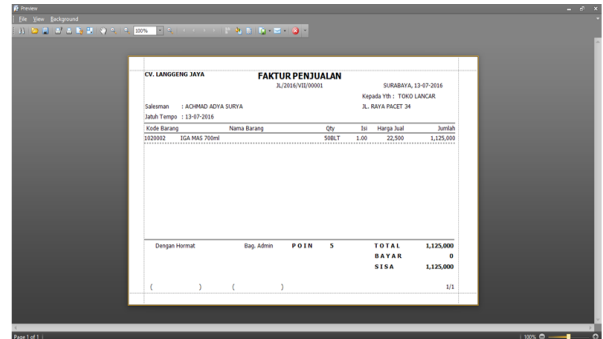 Preview
File View Background
100%
CV. LANGGENG JAYA FAKTUR PENJUALAN
JL/2016/VII/00001 SURABAYA, 13-07-2016
Kepada Yth : TOKO LANCAR
Salesman : ACHMAD ADYA SURYA JL. RAYA PACET 34
Jatuh Tempo : 13-07-2016
Kode Barang Nama Barang Qty Isi Harga Jual Jumlah
1020002 IGA MAS 700ml 50BLT 1.00 22,500 1,125,000
Dengan Hormat Bag. Admin POIN 5 TOTAL 1,125,000
BAYAR 0
SISA 1,125,000
( ) ( ) 1/1
Page 1 of 1 100%